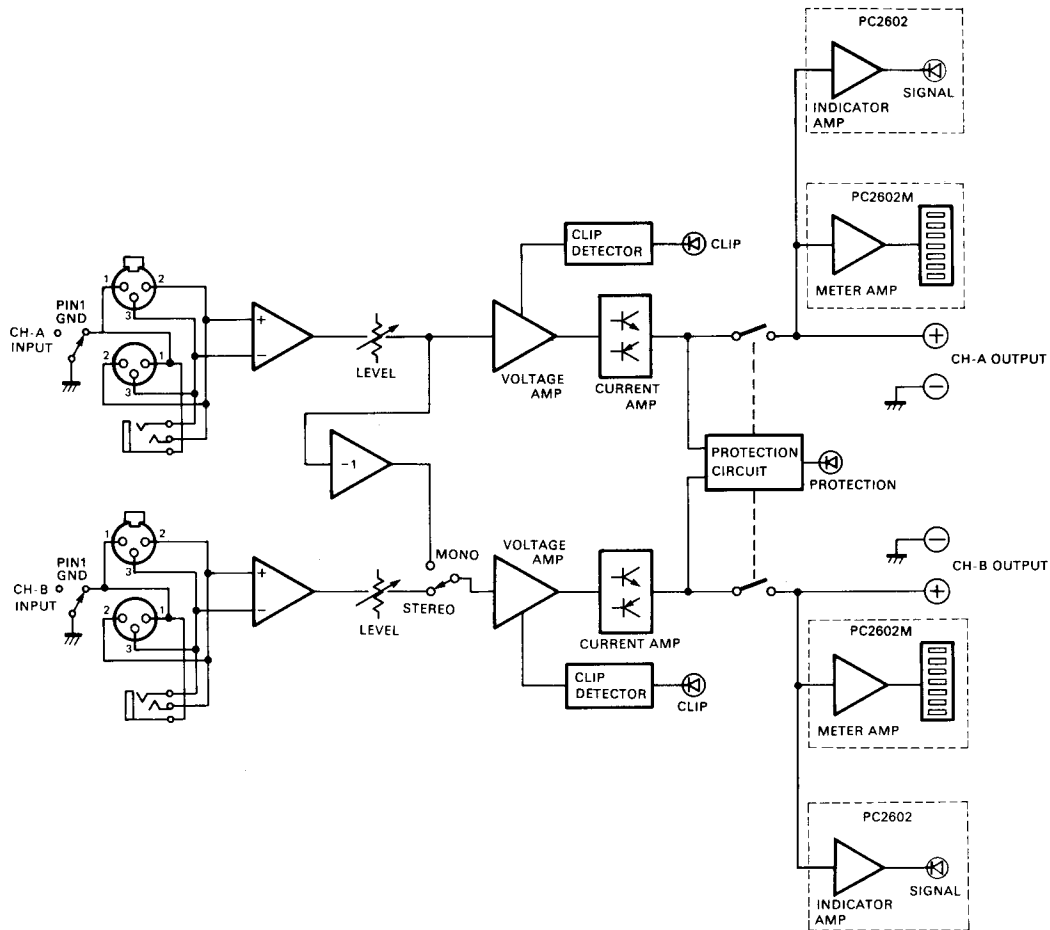 PC2602
INDICATOR
AMP
SIGNAL
PC2602M
METER AMP
CLIP
DETECTOR
CLIP
1
2
3
PIN1
GND
CH-A
INPUT
2
1
3
+
−
LEVEL
VOLTAGE
AMP
CURRENT
AMP
+
CH-A OUTPUT
−
−1
PROTECTION
CIRCUIT
PROTECTION
1
2
3
PIN1
GND
CH-B
INPUT
2
1
3
+
−
LEVEL
MONO
STEREO
VOLTAGE
AMP
CURRENT AMP
−
CH-B OUTPUT
+
CLIP
DETECTOR
CLIP
PC2602M
METER AMP
PC2602
INDICATOR
AMP
SIGNAL